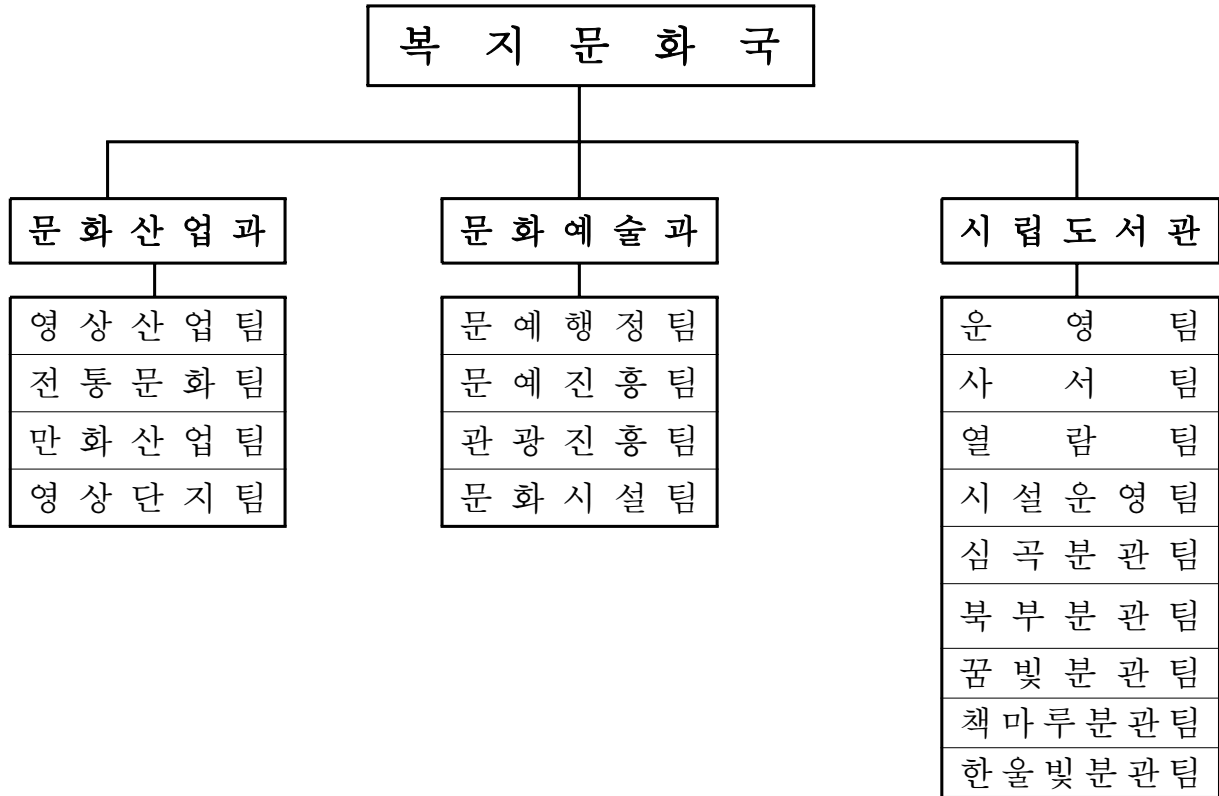 복지문화국
문화산업과
영상산업팀
전통문화팀
만화산업팀
영상단지팀
문화예술과
문예행정팀
문예진흥팀
관광진흥팀
문화시설팀
시립도서관
운영팀
사서팀
열람팀
시설운영팀
심곡분관팀
북부분관팀
꿈빛분관팀
책마루분관팀
한울빛분관팀